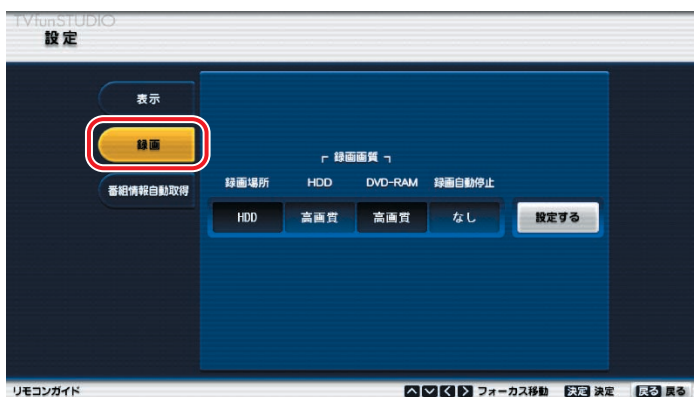 TVfunSTUDIO
設定
表示
録画
番組情報自動取得
┌ 録画画質 ┐
録画場所 HDD DVD-RAM 録画自動停止
HDD 高画質 高画質 なし 設定する
リモコンガイド フォーカス移動 決定 決定 戻る 戻る